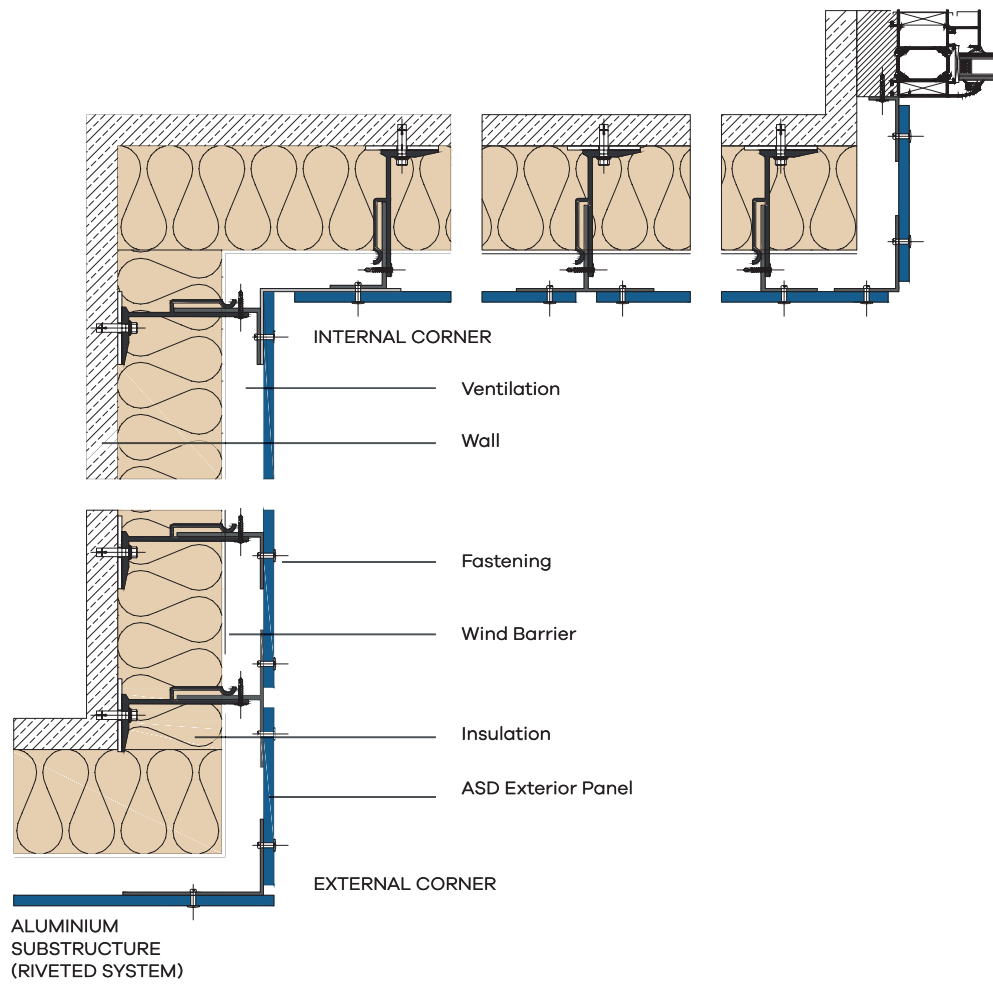 INTERNAL CORNER
Ventilation
Wall
Fastening
Wind Barrier
Insulation
ASD Exterior Panel
EXTERNAL CORNER
ALUMINIUM
SUBSTRUCTURE
(RIVETED SYSTEM)